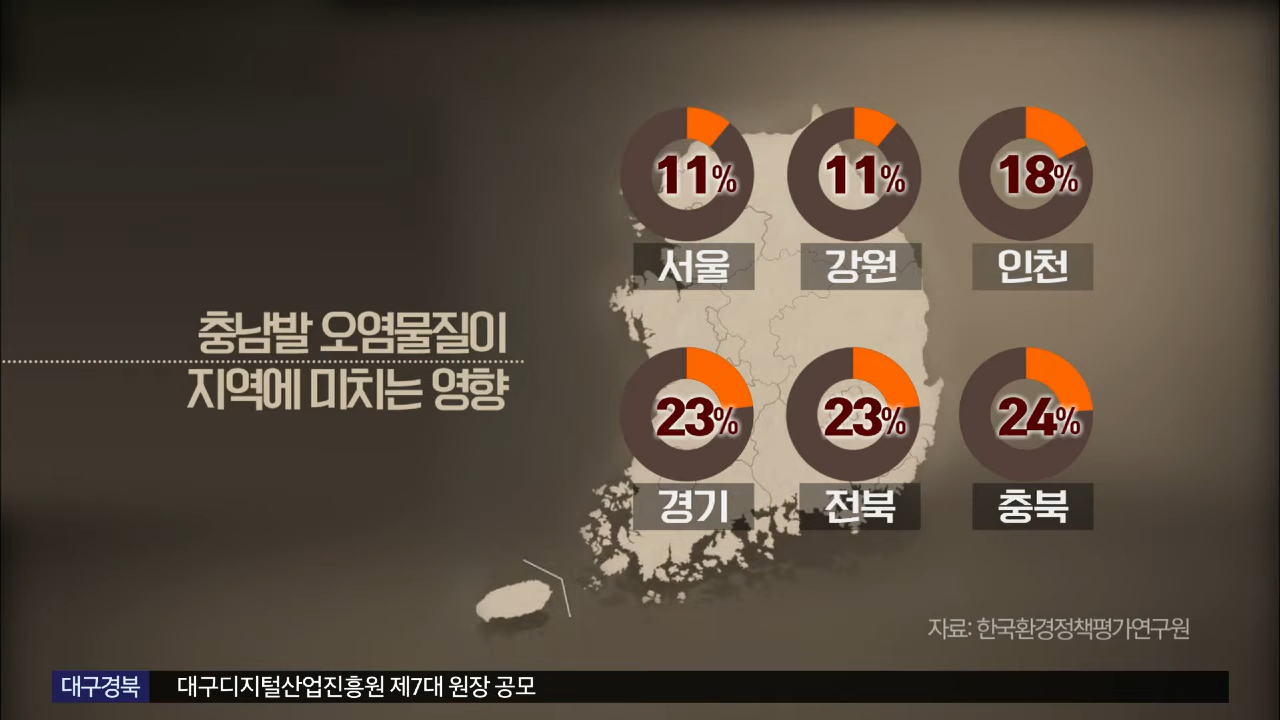 충남발 오염물질이
지역에 미치는 영향
11%
서울
11%
강원
18%
인천
23%
경기
23%
전북
24%
충북
자료: 한국환경정책평가연구원
대구경북
대구디지털산업진흥원 제7대 원장 공모